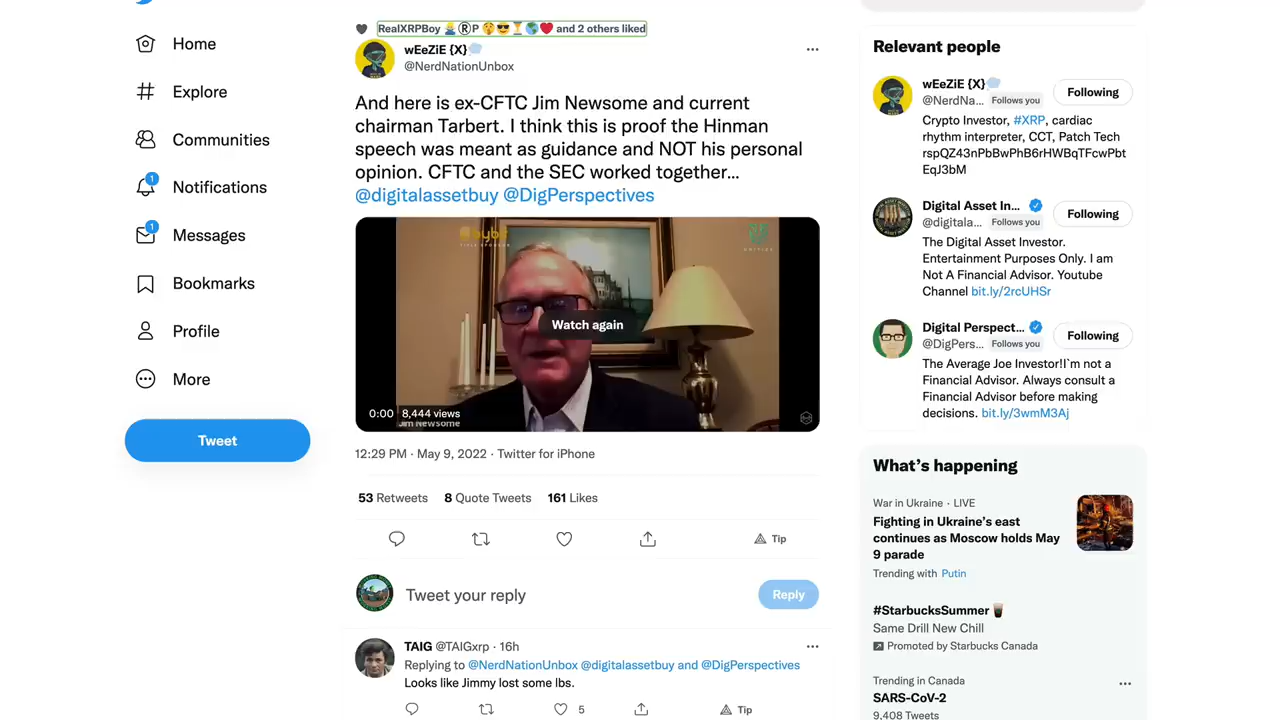 RealXRPBoy 🤷‍♂️®️P 🤫😎⏳🌎❤️ and 2 others liked
Home
Explore
Communities
1
Notifications
1
Messages
Bookmarks
Profile
More
Tweet
wEeZiE {X}
@NerdNationUnbox
And here is ex-CFTC Jim Newsome and current
chairman Tarbert. I think this is proof the Hinman
speech was meant as guidance and NOT his personal
opinion. CFTC and the SEC worked together...
@digitalassetbuy @DigPerspectives
Watch again
0:00 8,444 views
Jim Newsome
12:29 PM · May 9, 2022 · Twitter for iPhone
53 Retweets 8 Quote Tweets 161 Likes
Tip
Tweet your reply
Reply
TAIG @TAIGxrp · 16h
Replying to @NerdNationUnbox @digitalassetbuy and @DigPerspectives
Looks like Jimmy lost some lbs.
5
Tip
Relevant people
wEeZiE {X}
@NerdNa... Follows you
Following
Crypto Investor, #XRP, cardiac
rhythm interpreter, CCT, Patch Tech
rspQZ43nPbBwPhB6rHWBqTFcwPbt
EqJ3bM
Digital Asset In...
@digitala... Follows you
Following
The Digital Asset Investor.
Entertainment Purposes Only. I am
Not A Financial Advisor. Youtube
Channel bit.ly/2rcUHSr
Digital Perspect...
@DigPers... Follows you
Following
The Average Joe Investor!I`m not a
Financial Advisor. Always consult a
Financial Advisor before making
decisions. bit.ly/3wmM3Aj
What's happening
War in Ukraine · LIVE
Fighting in Ukraine's east
continues as Moscow holds May
9 parade
Trending with Putin
#StarbucksSummer
Same Drill New Chill
Promoted by Starbucks Canada
Trending in Canada
SARS-CoV-2
9,408 Tweets